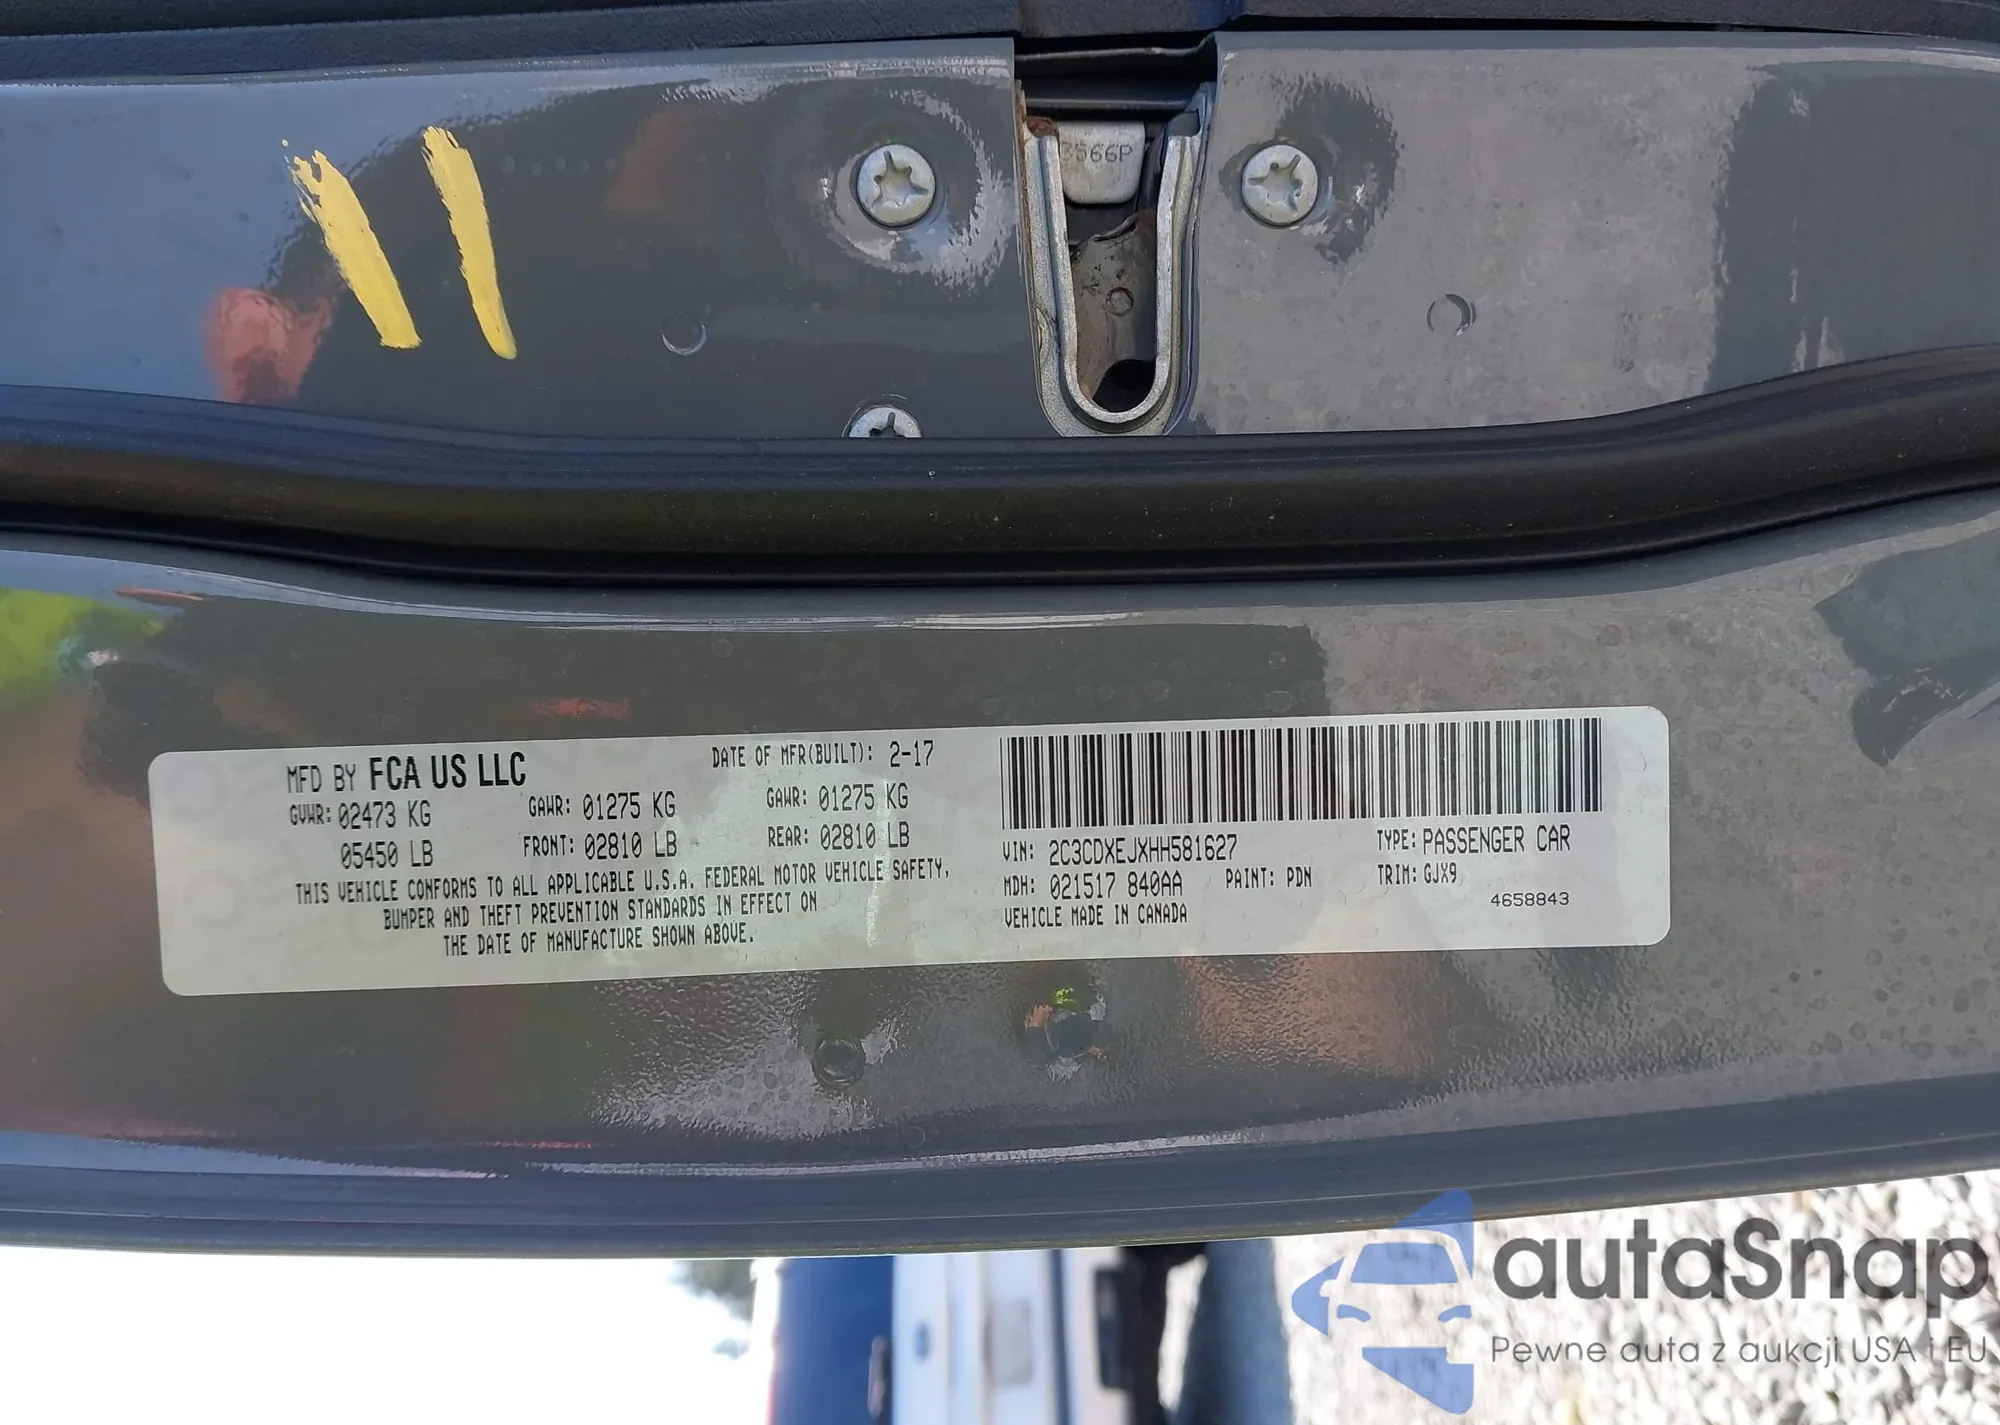 3566P
MFD BY FCA US LLC
DATE OF MFR(BUILT): 2-17
GVWR: 02473 KG
GAWR: 01275 KG
GAWR: 01275 KG
05450 LB
FRONT: 02810 LB
REAR: 02810 LB
THIS VEHICLE CONFORMS TO ALL APPLICABLE U.S.A. FEDERAL MOTOR VEHICLE SAFETY,
BUMPER AND THEFT PREVENTION STANDARDS IN EFFECT ON
THE DATE OF MANUFACTURE SHOWN ABOVE.
VIN: 2C3CDXEJXHH581627
TYPE: PASSENGER CAR
MDH: 021517 840AA
PAINT: PDN
TRIM: GJX9
VEHICLE MADE IN CANADA
4658843
autaSnap
Pewne auta z aukcji USA i EU